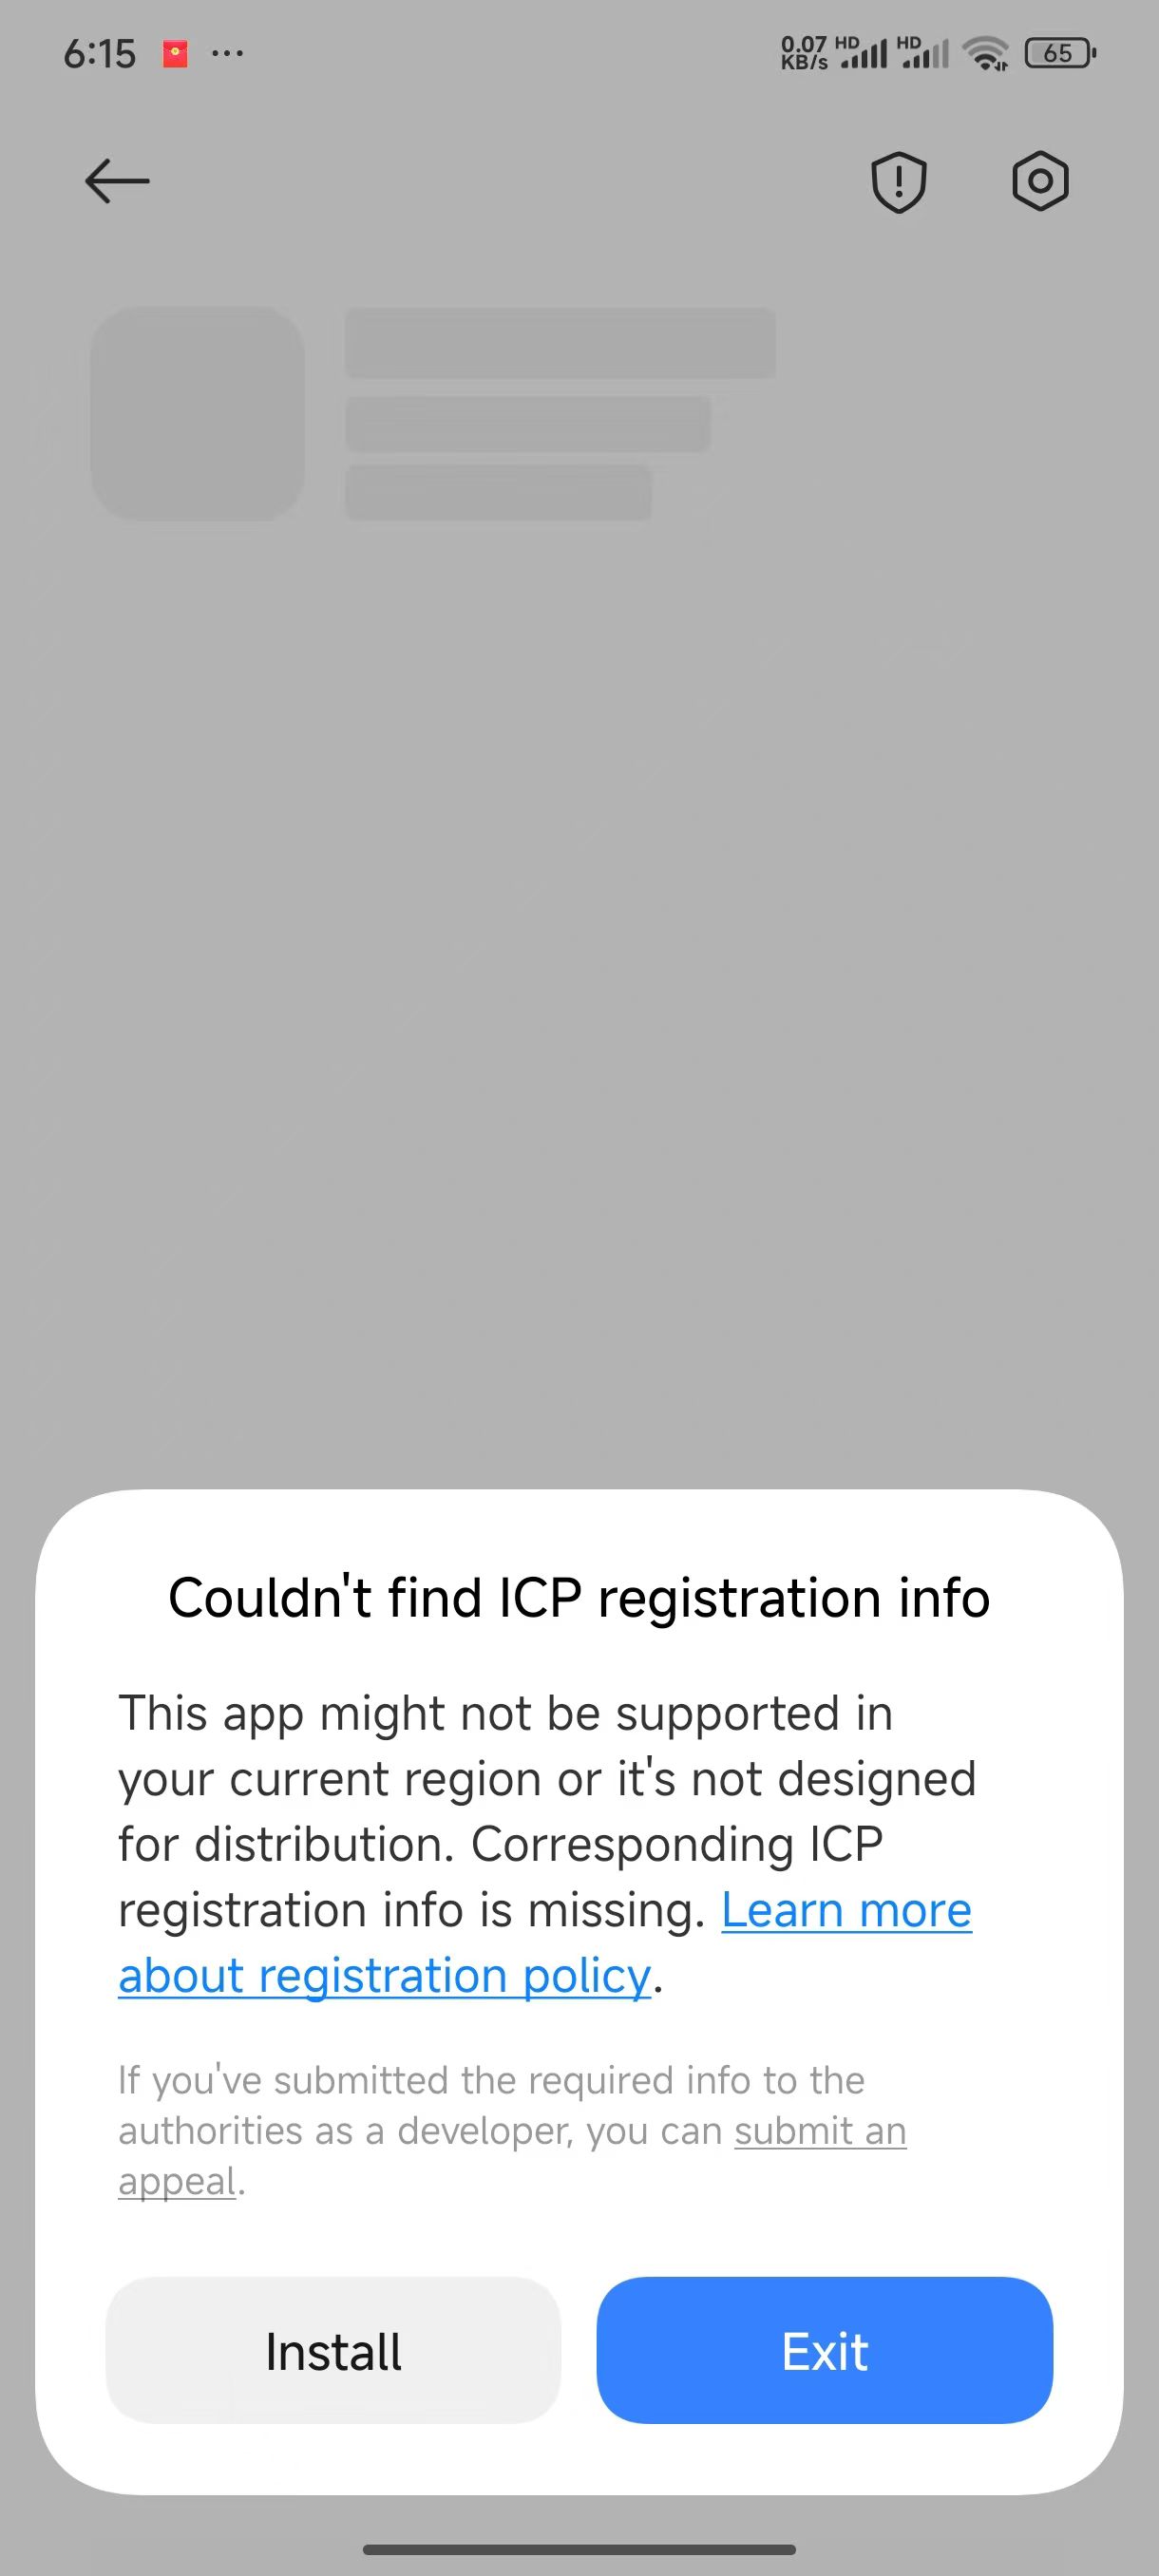 6:15 ... 0.07 KB/s HD HD 65
Couldn't find ICP registration info
This app might not be supported in
your current region or it's not designed
for distribution. Corresponding ICP
registration info is missing. Learn more
about registration policy.
If you've submitted the required info to the
authorities as a developer, you can submit an
appeal.
Install Exit